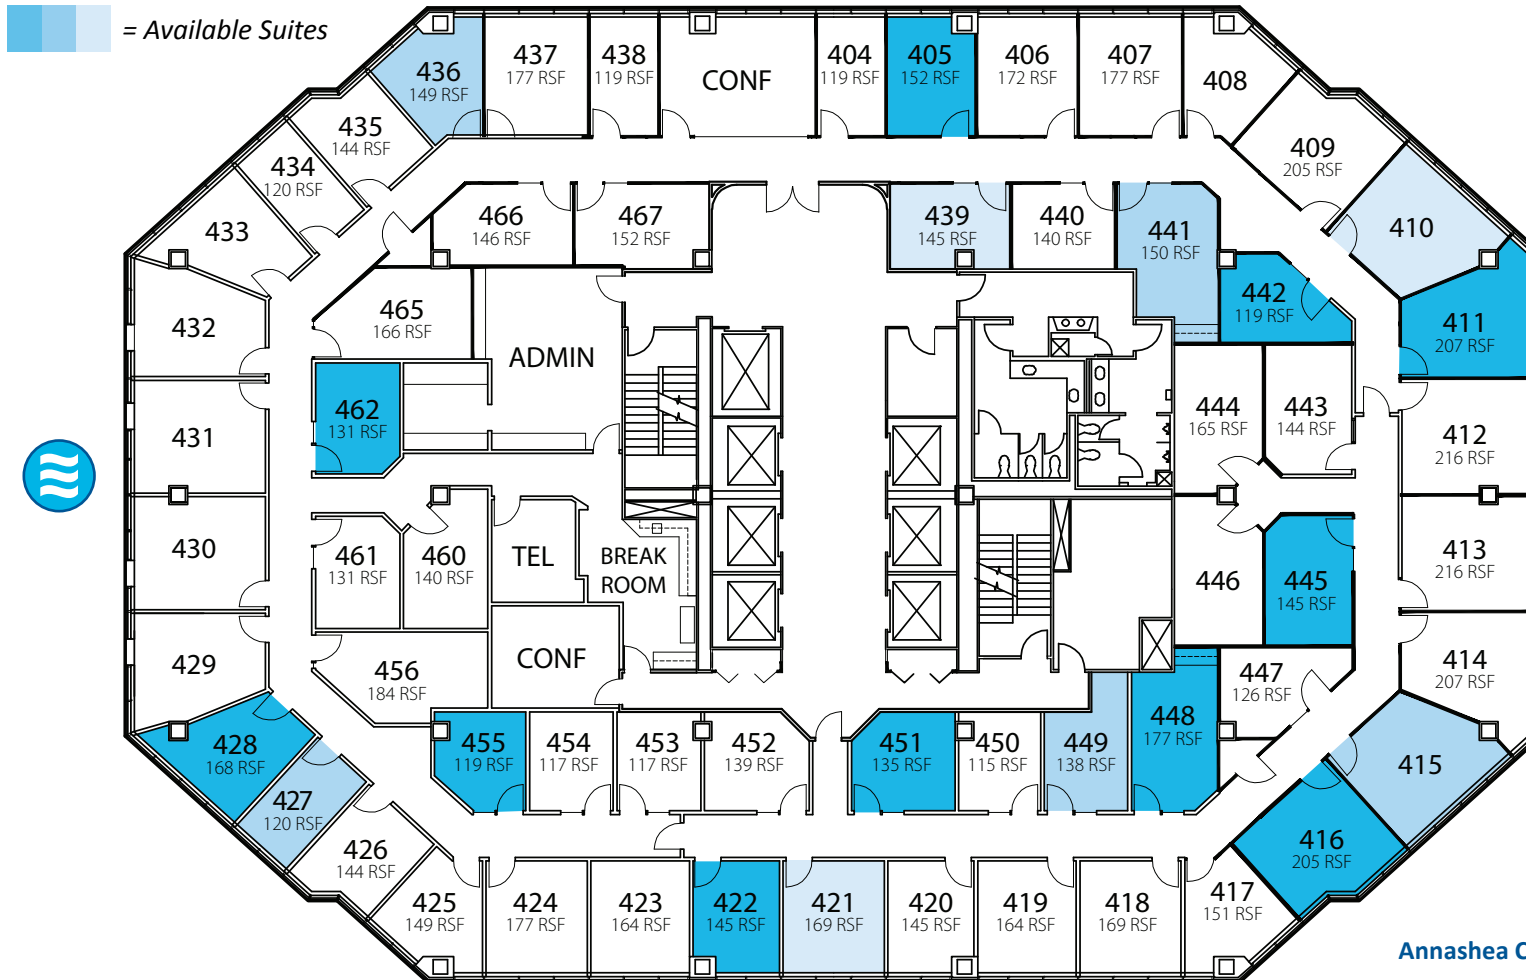 = Available Suites
436
149 RSF
437
177 RSF
438
119 RSF
CONF
404
119 RSF
405
152 RSF
406
172 RSF
407
177 RSF
408
435
144 RSF
409
205 RSF
434
120 RSF
433
466
146 RSF
467
152 RSF
439
145 RSF
440
140 RSF
441
150 RSF
410
432
465
166 RSF
442
119 RSF
411
207 RSF
ADMIN
431
462
131 RSF
444
165 RSF
443
144 RSF
412
216 RSF
430
461
131 RSF
460
140 RSF
TEL
BREAK
ROOM
446
445
145 RSF
413
216 RSF
429
456
184 RSF
CONF
447
126 RSF
414
207 RSF
428
168 RSF
455
119 RSF
454
117 RSF
453
117 RSF
452
139 RSF
451
135 RSF
450
115 RSF
449
138 RSF
448
177 RSF
415
427
120 RSF
426
144 RSF
416
205 RSF
425
149 RSF
424
177 RSF
423
164 RSF
422
145 RSF
421
169 RSF
420
145 RSF
419
164 RSF
418
169 RSF
417
151 RSF
Annashea